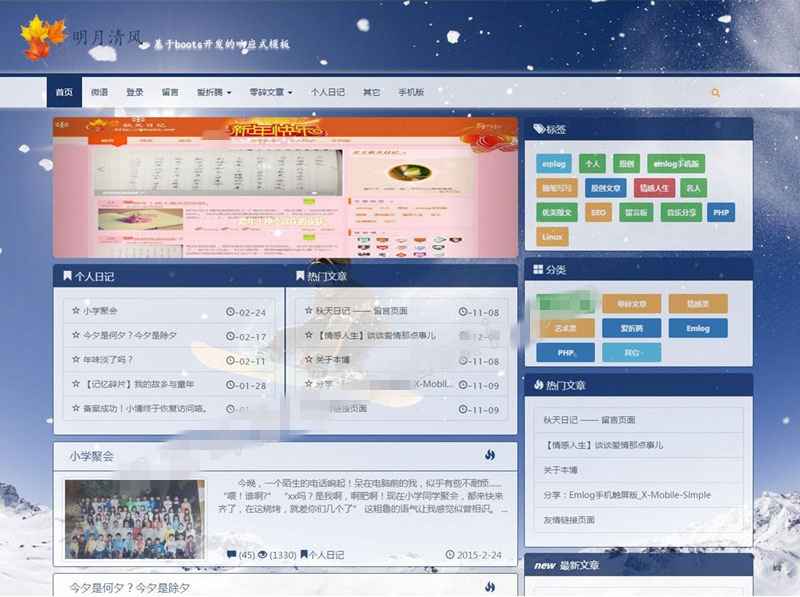 明月清风
基于boots开发的响应式模板
首页 微语 登录 留言 爱折腾 零碎文章 个人日记 其它 手机版
新年快乐
标签
emlog 个人 原创 emlog手机版
随笔写写 原创文章 情感人生 名人
优美散文 SEO 留言板 音乐分享 PHP
Linux
个人日记
小学聚会 -02-24
今夕是何夕？今夕是除夕 -02-17
年味淡了吗？ -02-11
【记忆碎片】我的故乡与重年 -01-28
备案成功！小博终于恢复访问咯。
热门文章
秋天日记 —— 留言页面 -11-08
【情感人生】谈谈爱情那点事儿
关于本博 -11-08
分享：E X-Mobil... -11-09
链接页面 -11-09
分类
零碎文章 情感美
艺术美 爱折腾 Emlog
PHP 其它
热门文章
秋天日记 —— 留言页面
【情感人生】谈谈爱情那点事儿
关于本博
分享：Emlog手机触屏版_X-Mobile-Simple
友情链接页面
new 最新文章
小学聚会
今晚，一个陌生的电话响起！呆在电脑前的我，似乎有些不耐烦......
"喂！谁啊？" "xx吗？是我啊，啊肥啊！现在小学同学聚会，都来快来
齐了，在这烧烤，就差你们几个了" 这粗鲁的语气让我感觉似曾相识。 ...
(45) (1330) 个人日记 2015-2-24
今夕是何夕？今夕是除夕